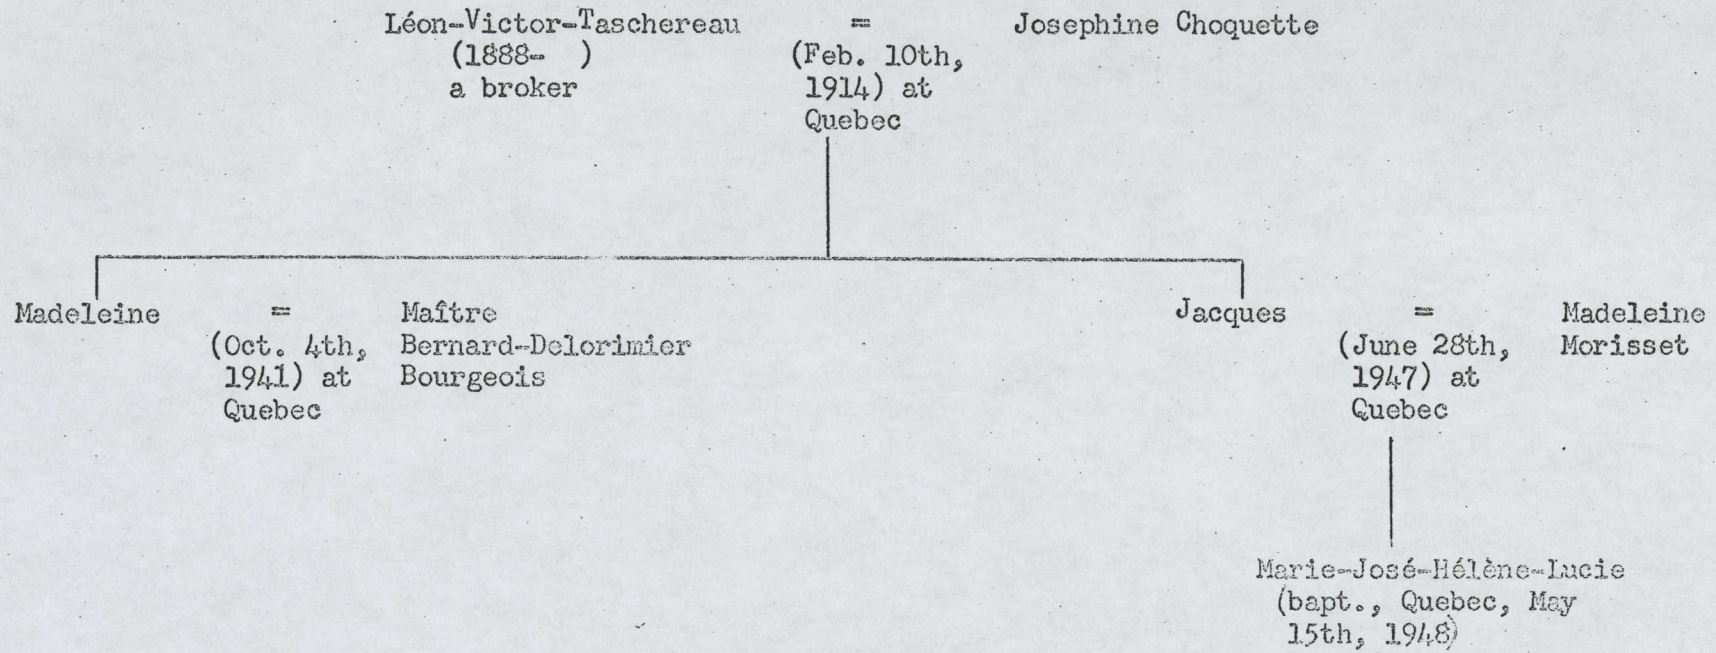 Léon-Victor-Taschereau = Josephine Choquette
(1888- )
a broker
(Feb. 10th,
1914) at
Quebec
Madeleine = Maître
Bernard-Delorimier
Bourgeois
(Oct. 4th,
1941) at
Quebec
Jacques = Madeleine
Morisset
(June 28th,
1947) at
Quebec
Marie-José-Hélène-Lucie
(bapt., Quebec, May
15th, 1948)